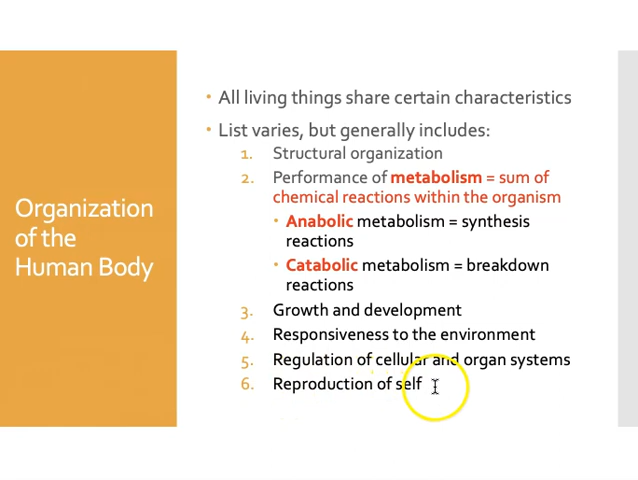 Organization
of the
Human Body
• All living things share certain characteristics
• List varies, but generally includes:
1. Structural organization
2. Performance of metabolism = sum of
chemical reactions within the organism
• Anabolic metabolism = synthesis
reactions
• Catabolic metabolism = breakdown
reactions
3. Growth and development
4. Responsiveness to the environment
5. Regulation of cellular and organ systems
6. Reproduction of self